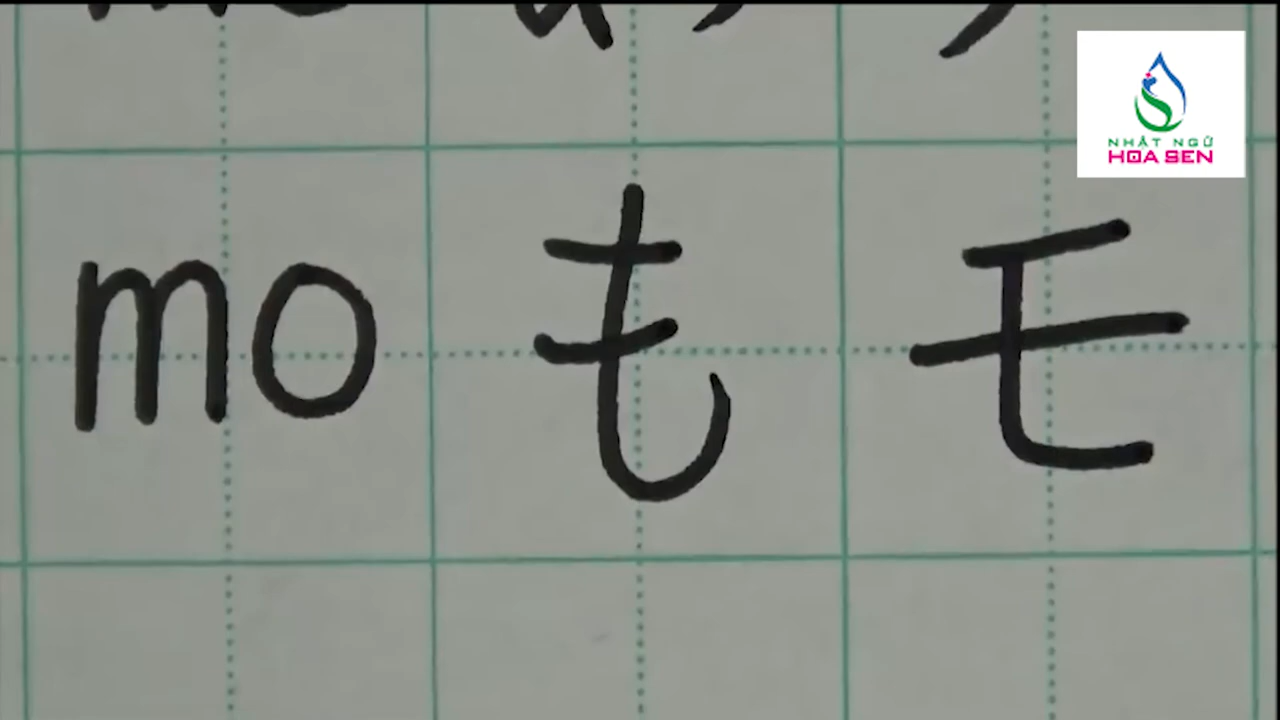 mo も モ
NHẬT NGỮ
HOA SEN